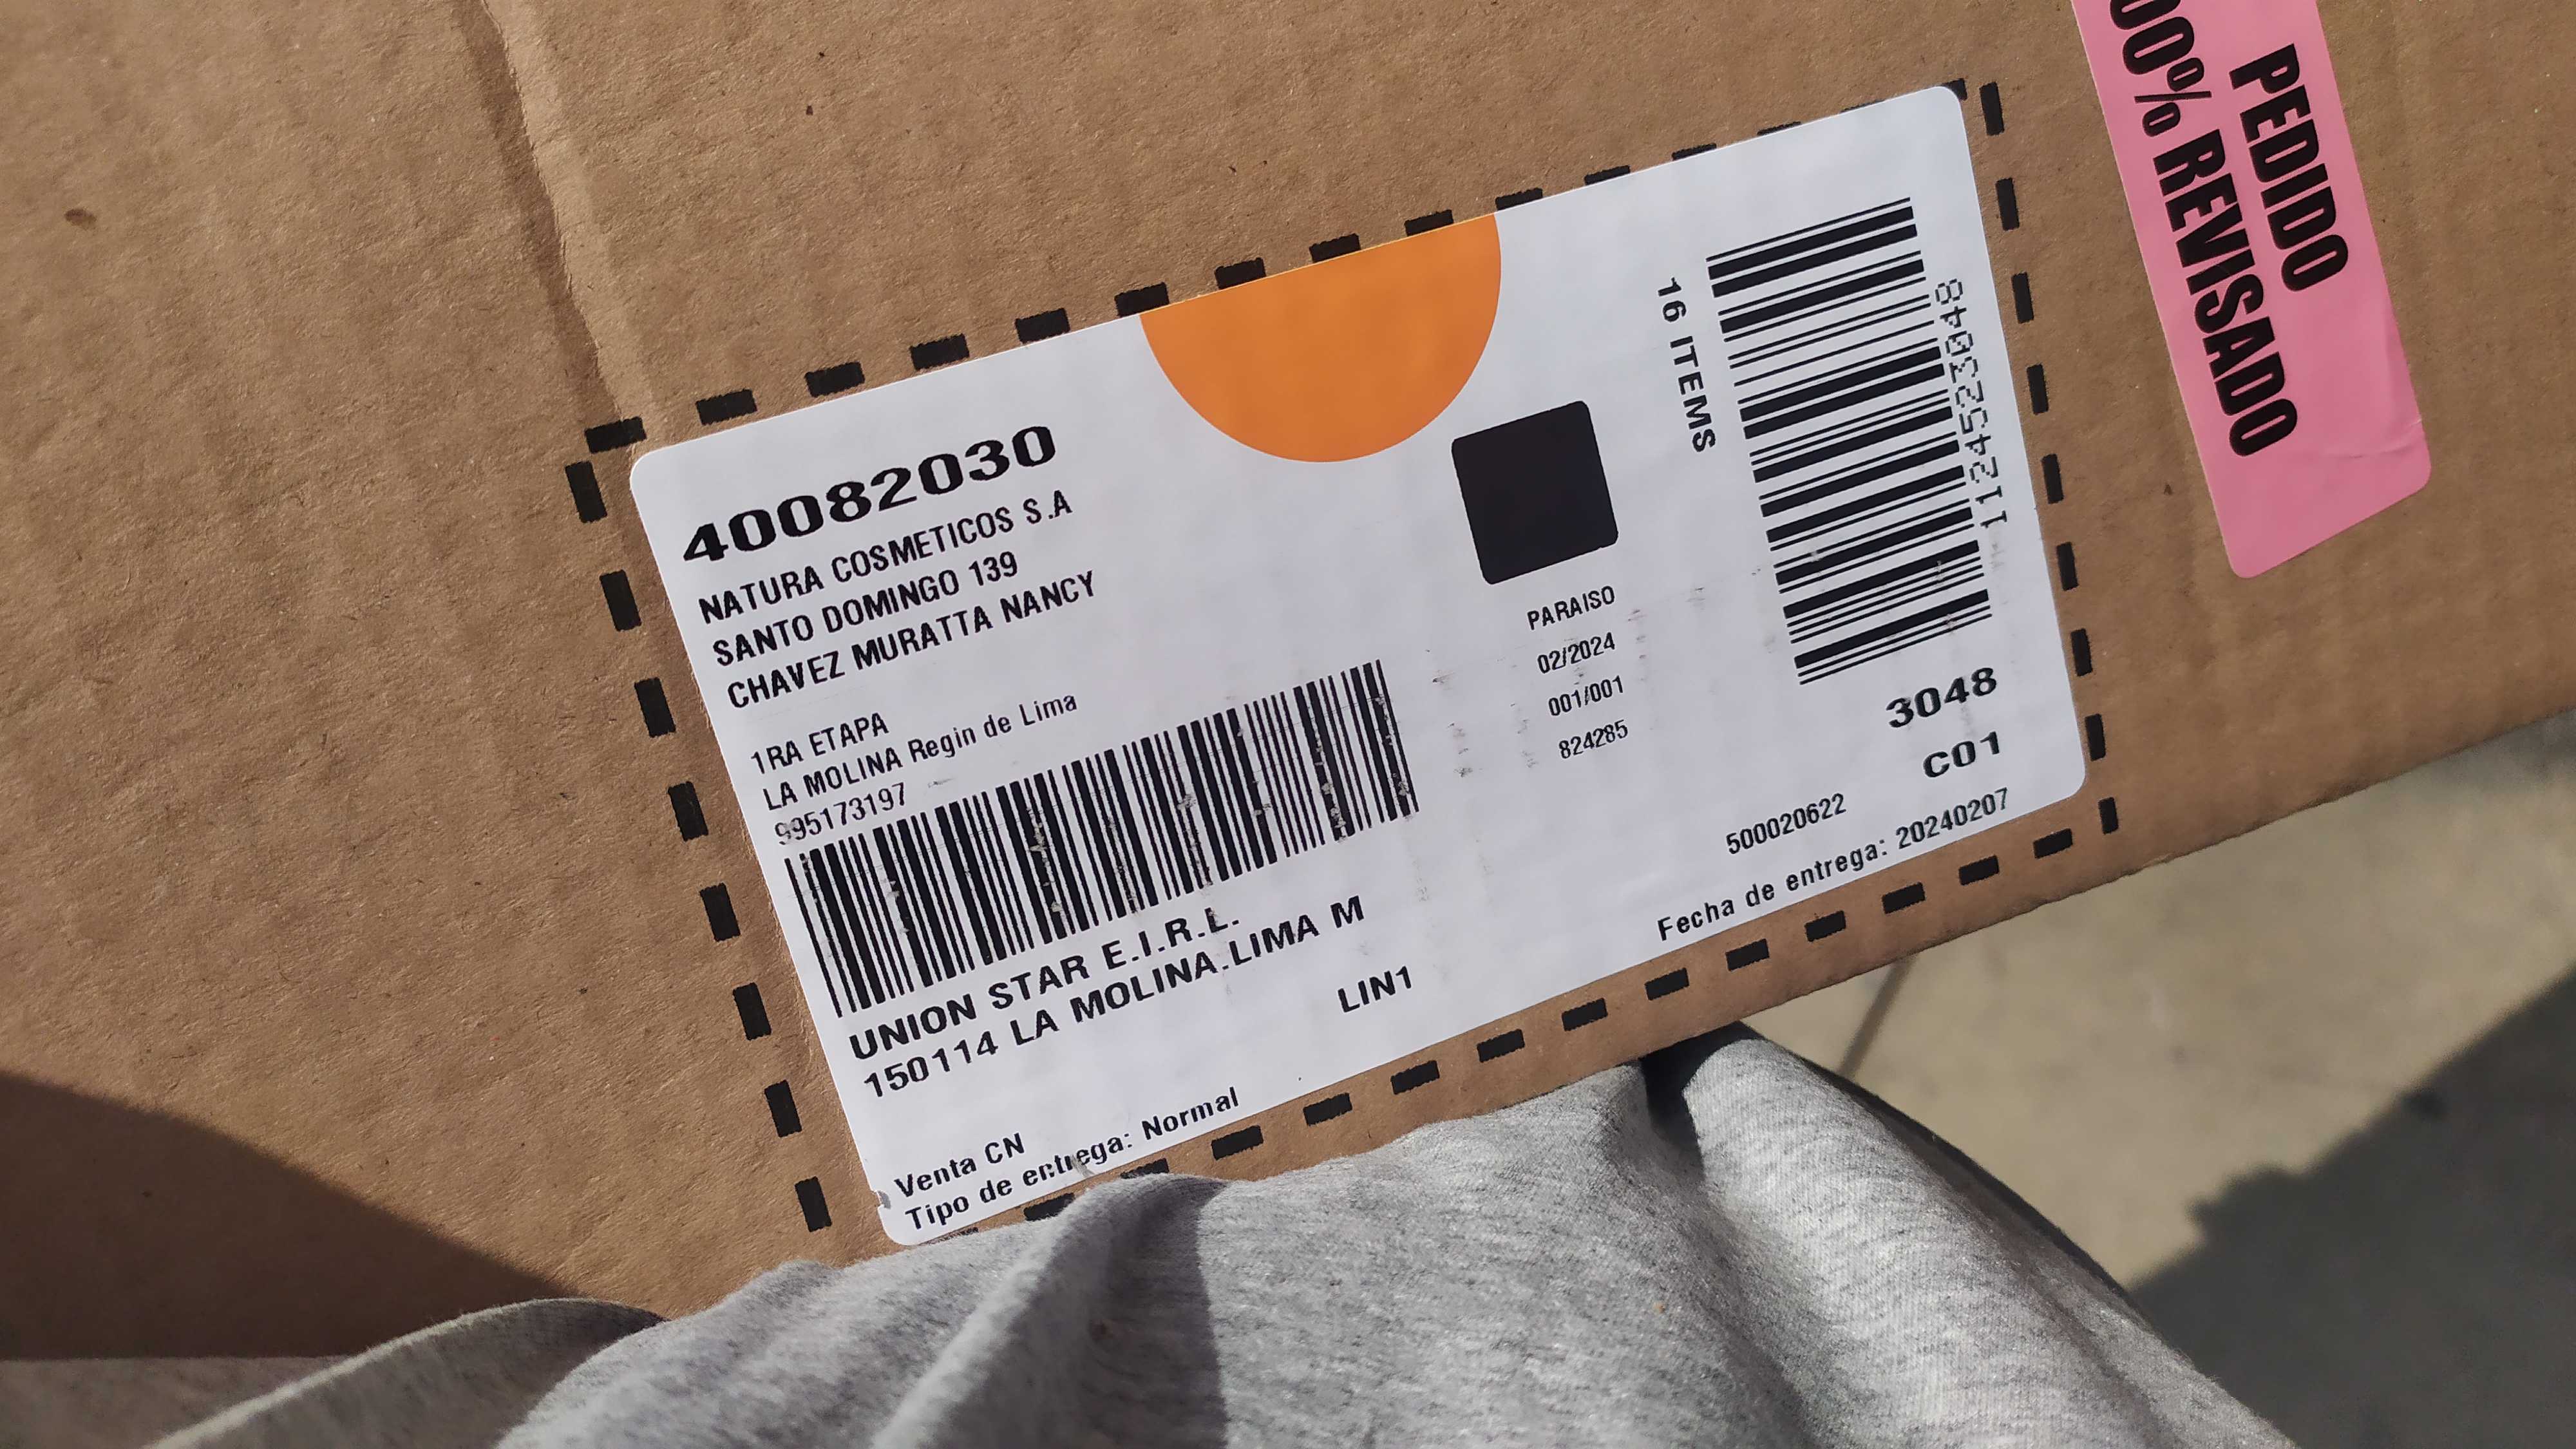 40082030
NATURA COSMETICOS S.A
SANTO DOMINGO 139
CHAVEZ MURATTA NANCY
1RA ETAPA
LA MOLINA Regin de Lima
995173197
UNION STAR E.I.R.L.
150114 LA MOLINA.LIMA M
LIN1
Venta CN
Tipo de entrega: Normal
PARAISO
02/2024
001/001
824285
16 ITEMS
1124523048
3048
C01
500020622
Fecha de entrega: 20240207
PEDIDO
00% REVISADO